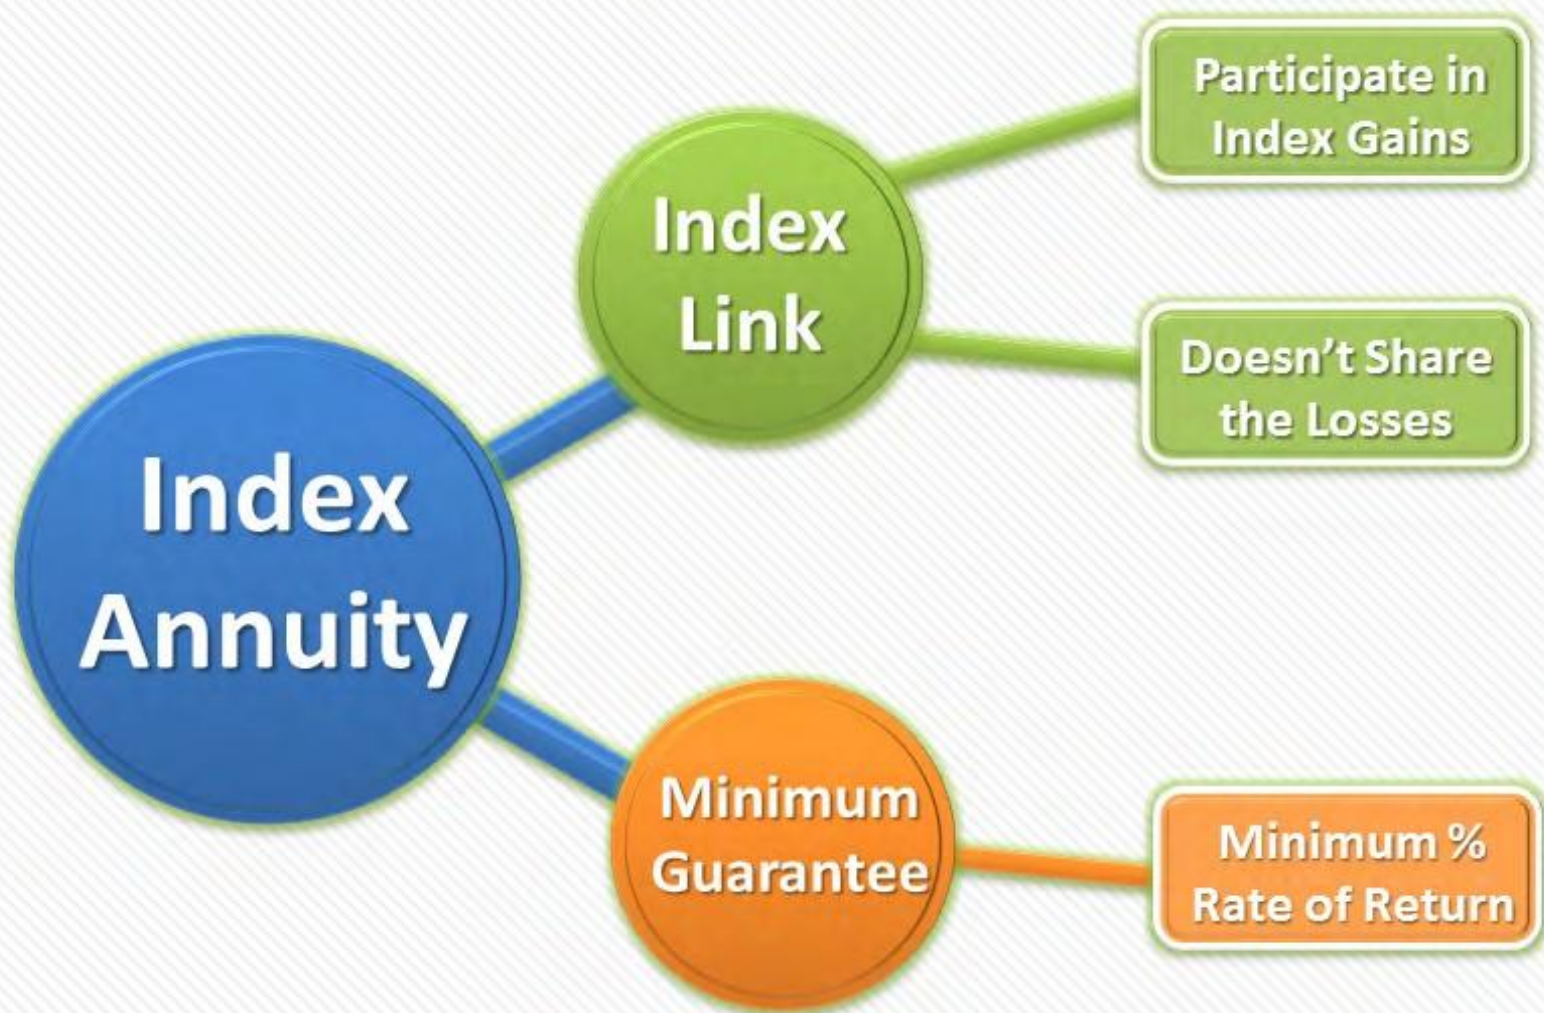 Index
Annuity
Index
Link
Participate in
Index Gains
Doesn’t Share
the Losses
Minimum
Guarantee
Minimum %
Rate of Return